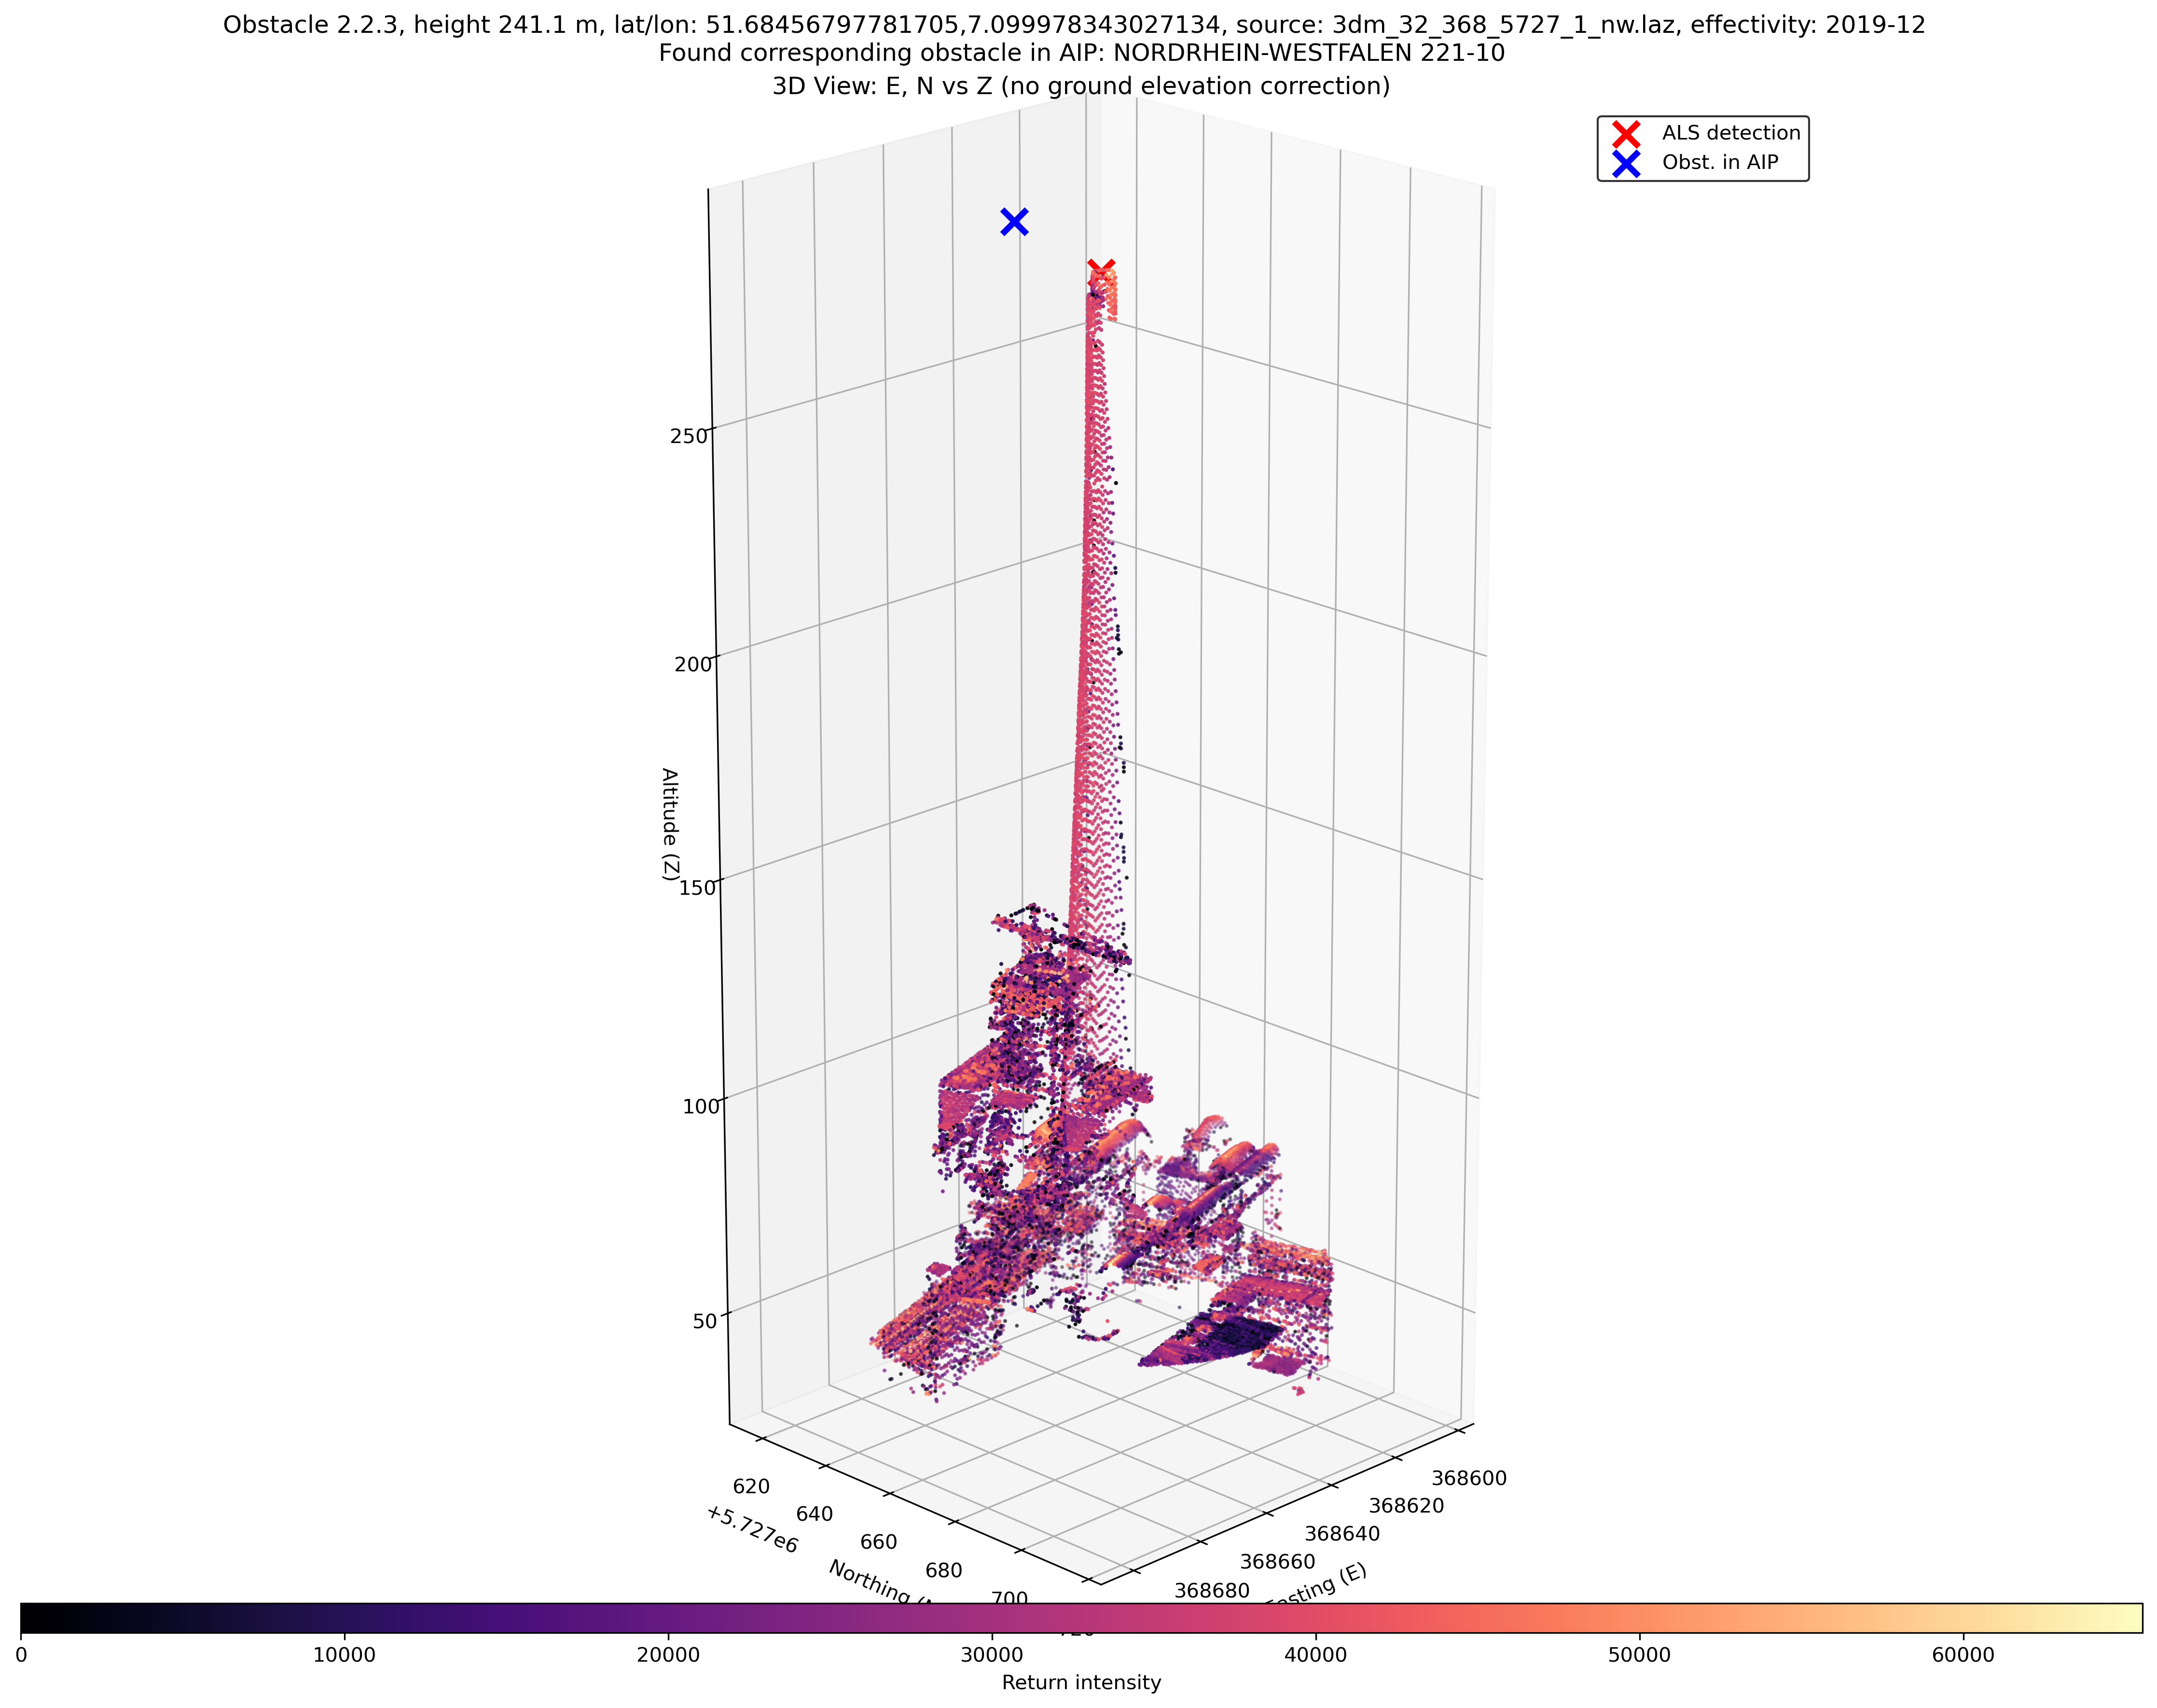 Obstacle 2.2.3, height 241.1 m, lat/lon: 51.68456797781705,7.099978343027134, source: 3dm_32_368_5727_1_nw.laz, effectivity: 2019-12
Found corresponding obstacle in AIP: NORDRHEIN-WESTFALEN 221-10
3D View: E, N vs Z (no ground elevation correction)
ALS detection
Obst. in AIP
250
200
150
100
50
Altitude (Z)
620
640
660
680
700
+5.727e6
Northing
368600
368620
368640
368660
368680
Easting (E)
0 10000 20000 30000 40000 50000 60000
Return intensity